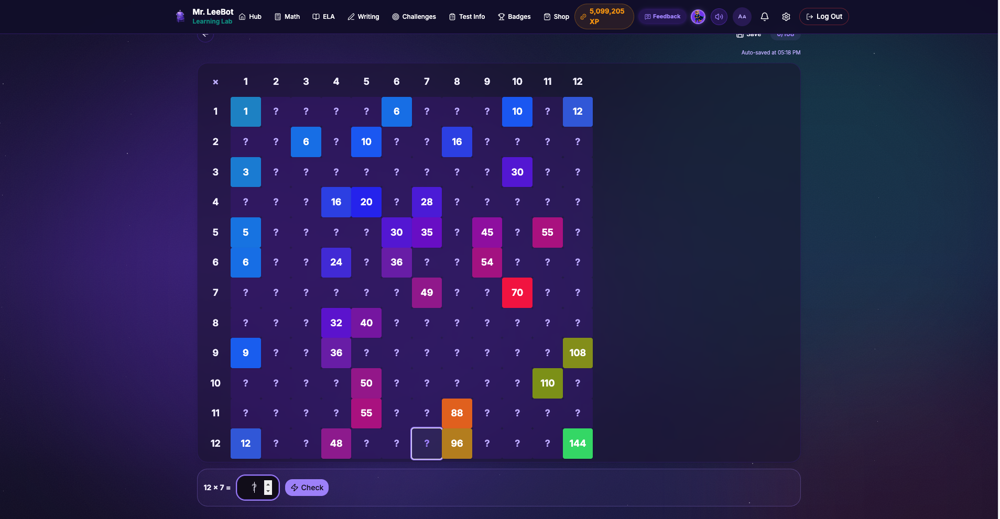 Mr. LeeBot
Learning Lab
Hub
Math
ELA
Writing
Challenges
Test Info
Badges
Shop
5,099,205
XP
Feedback
AA
Log Out
Save
0/108
Auto-saved at 05:18 PM
× 1 2 3 4 5 6 7 8 9 10 11 12
1 1 ? ? ? ? 6 ? ? ? 10 ? 12
2 ? ? 6 ? 10 ? ? 16 ? ? ? ?
3 3 ? ? ? ? ? ? ? ? 30 ? ?
4 ? ? ? 16 20 ? 28 ? ? ? ? ?
5 5 ? ? ? ? 30 35 ? 45 ? 55 ?
6 6 ? ? 24 ? 36 ? ? 54 ? ? ?
7 ? ? ? ? ? ? 49 ? ? 70 ? ?
8 ? ? ? 32 40 ? ? ? ? ? ? ?
9 9 ? ? 36 ? ? ? ? ? ? ? 108
10 ? ? ? ? 50 ? ? ? ? ? 110 ?
11 ? ? ? ? 55 ? ? 88 ? ? ? ?
12 12 ? ? 48 ? ? ? 96 ? ? ? 144
12 × 7 = ? Check